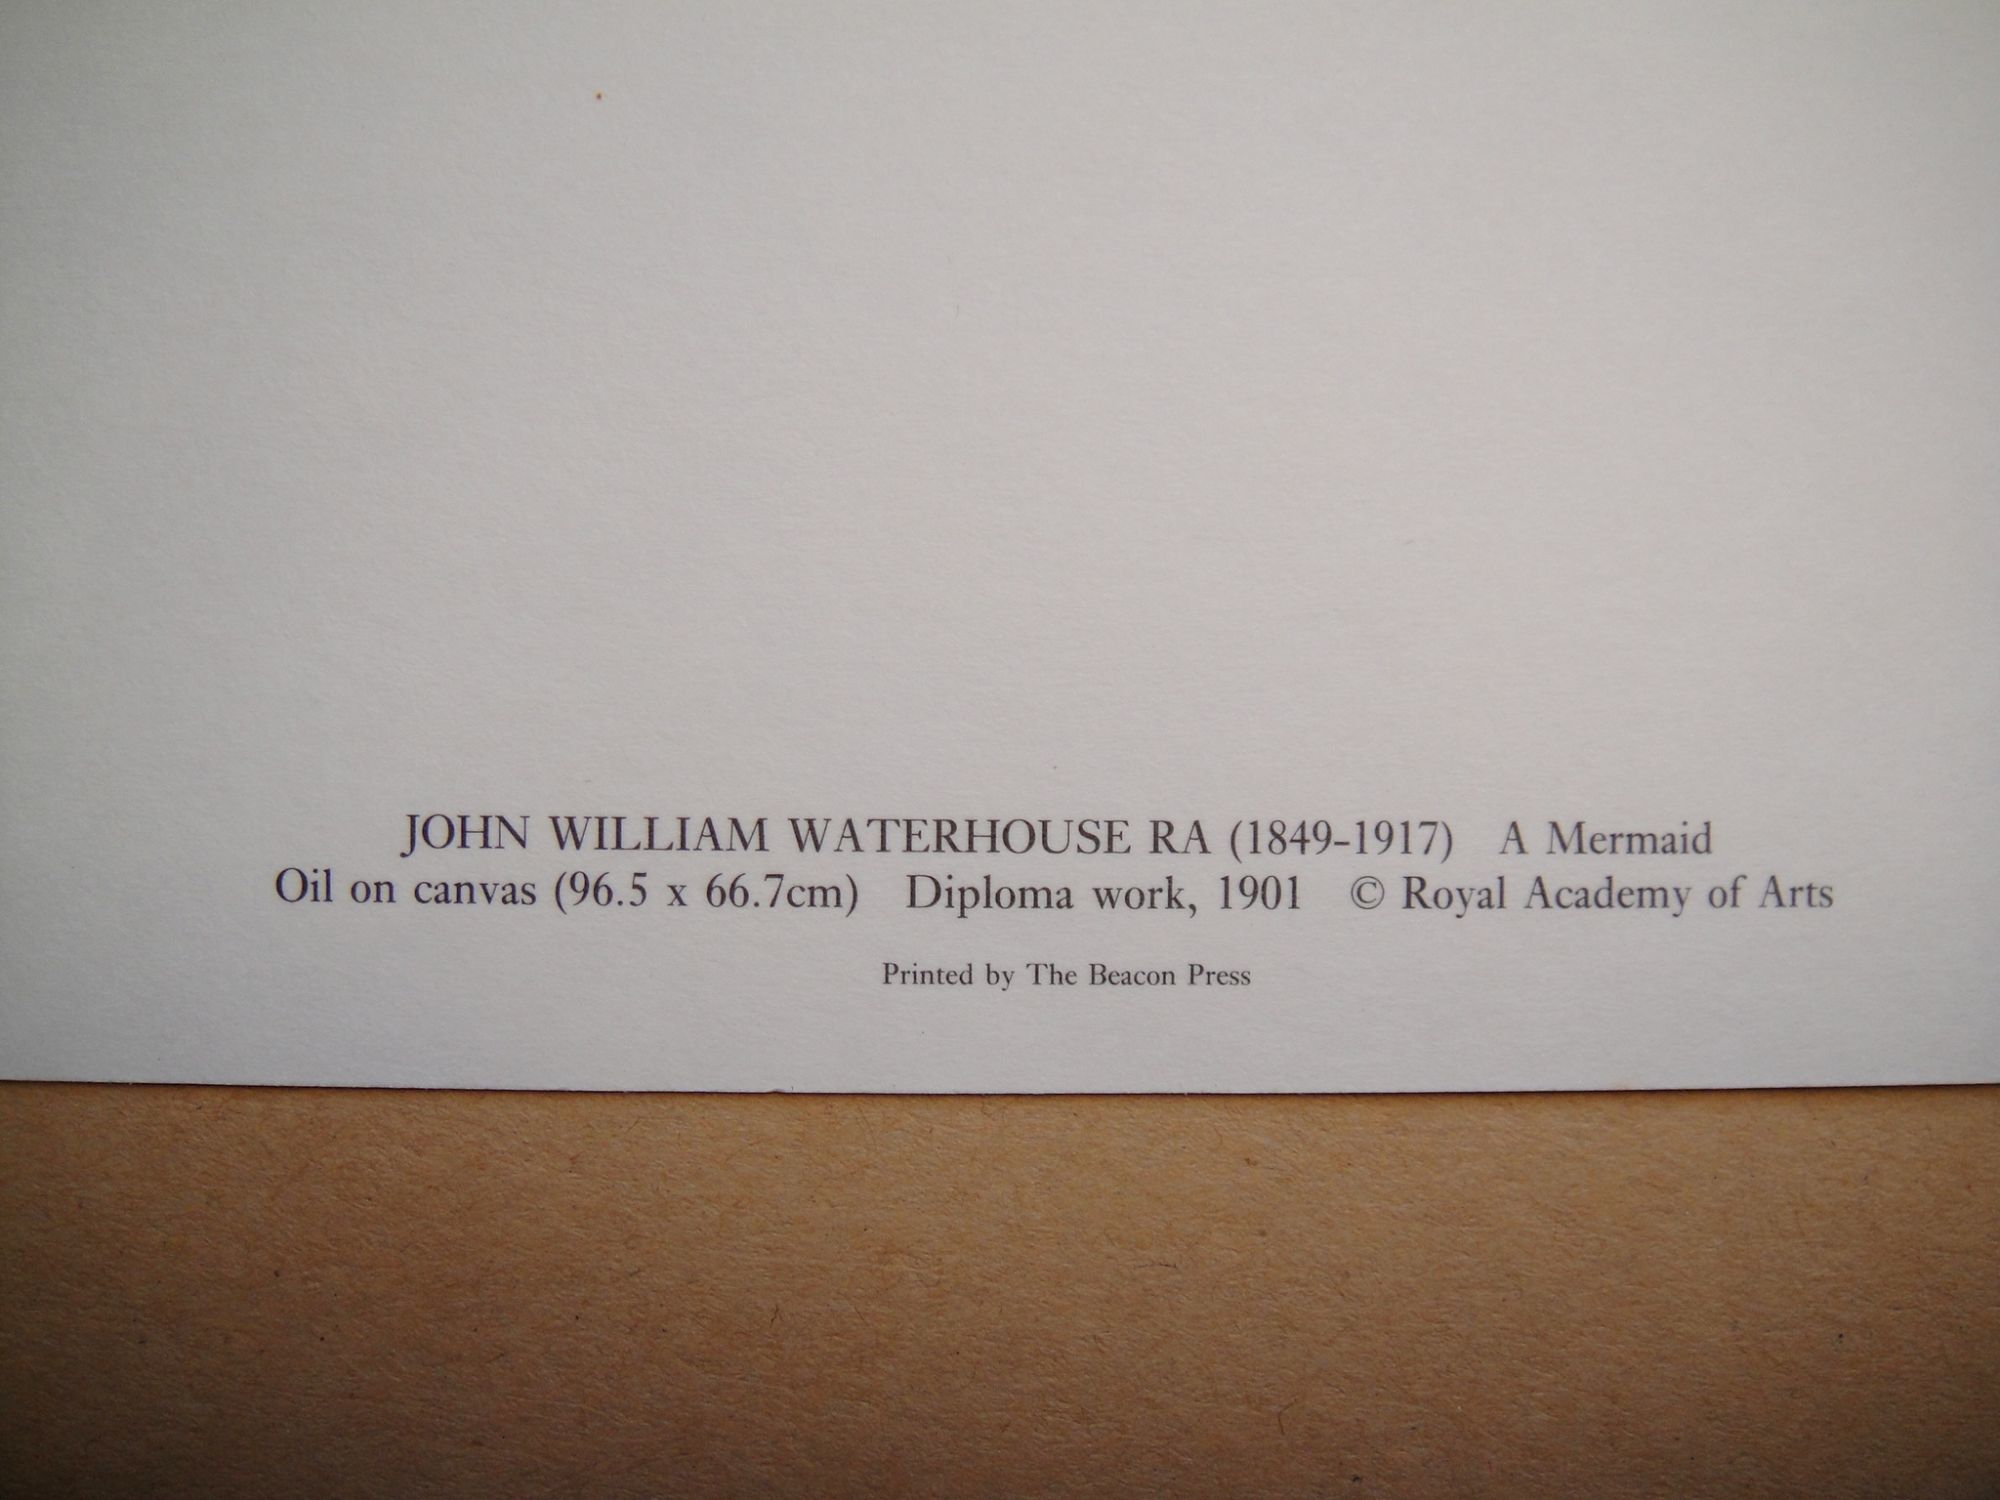 JOHN WILLIAM WATERHOUSE RA (1849-1917) A Mermaid
Oil on canvas (96.5 x 66.7cm) Diploma work, 1901 © Royal Academy of Arts
Printed by The Beacon Press